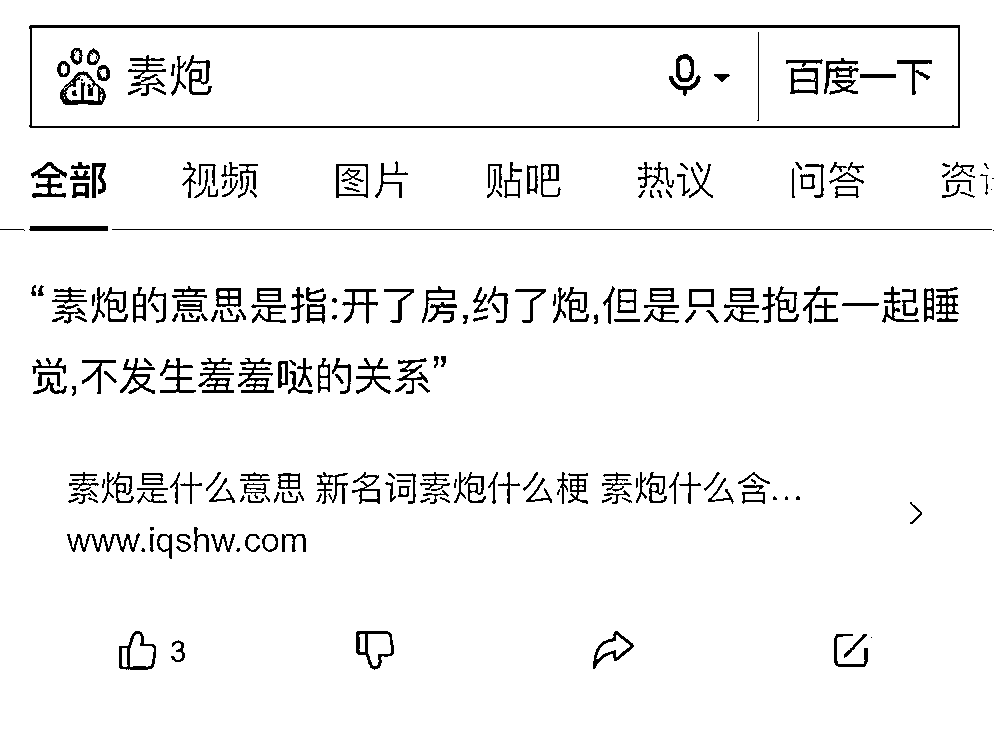 素炮 百度一下
全部 视频 图片 贴吧 热议 问答 资讯
“素炮的意思是指:开了房,约了炮,但是只是抱在一起睡
觉,不发生羞羞哒的关系”
素炮是什么意思 新名词素炮什么梗 素炮什么含...
www.iqshw.com
3